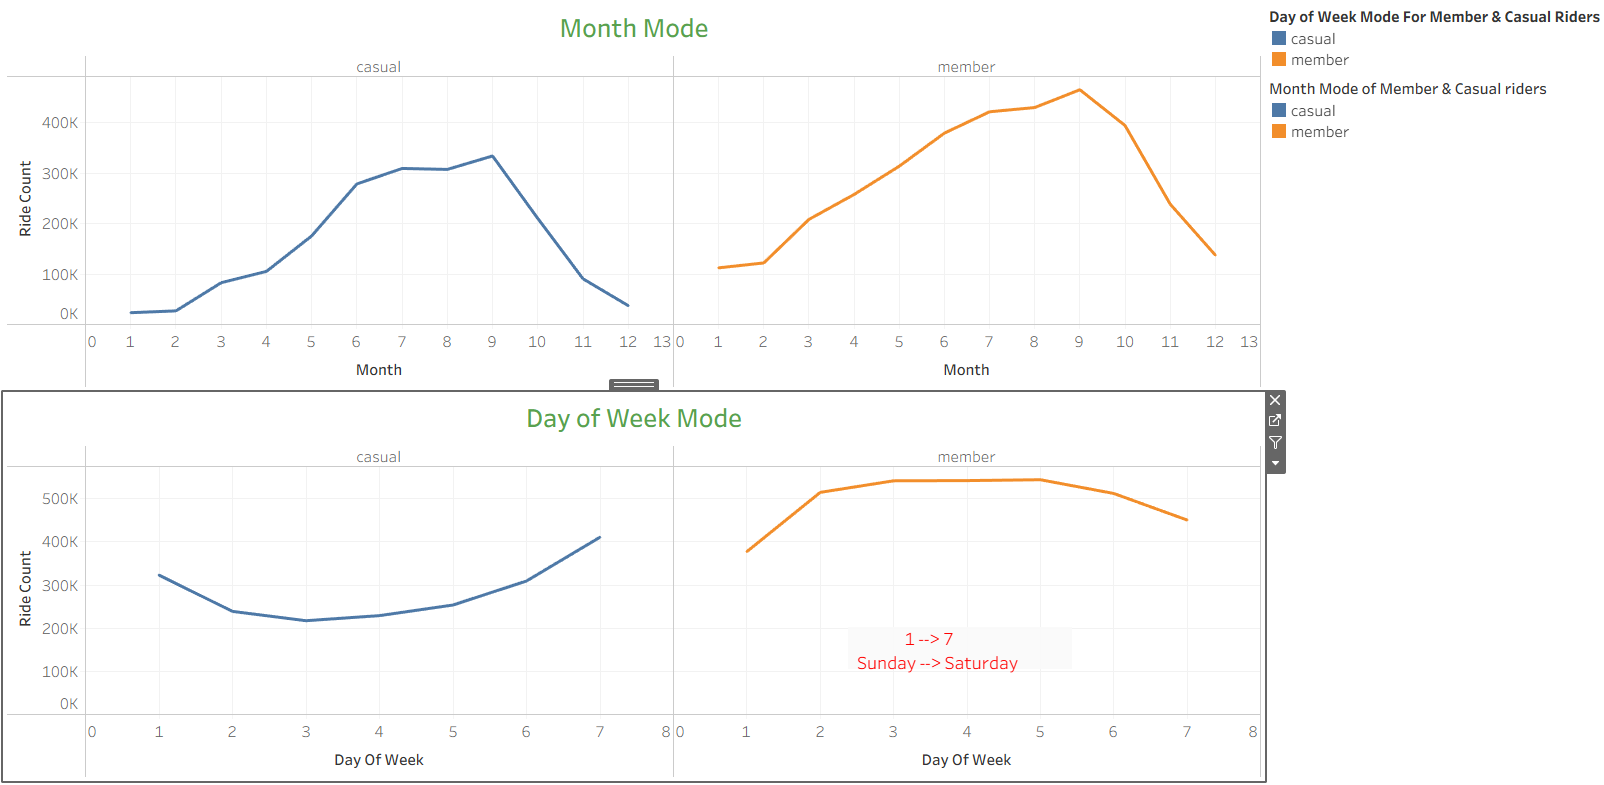 Month Mode
casual
member
Ride Count
400K
300K
200K
100K
0K
0 1 2 3 4 5 6 7 8 9 10 11 12 13
0 1 2 3 4 5 6 7 8 9 10 11 12 13
Month
Month
Day of Week Mode
casual
member
Ride Count
500K
400K
300K
200K
100K
0K
1 --> 7
Sunday --> Saturday
0 1 2 3 4 5 6 7 8
0 1 2 3 4 5 6 7 8
Day Of Week
Day Of Week
Day of Week Mode For Member & Casual Riders
casual
member
Month Mode of Member & Casual riders
casual
member